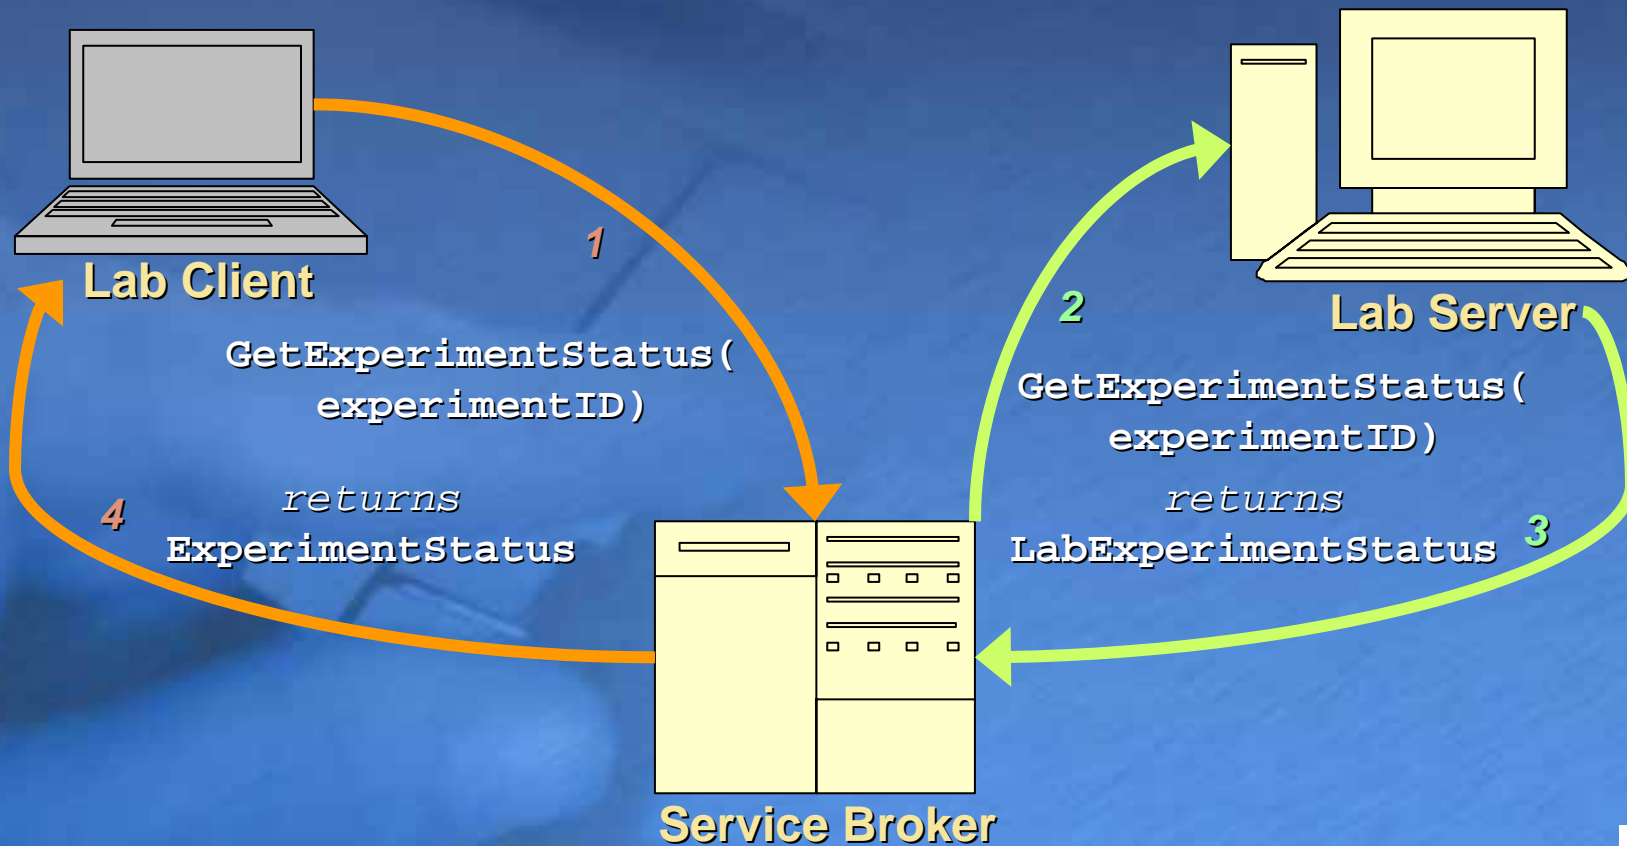 1
Lab Client
2
Lab Server
GetExperimentStatus(
experimentID)
GetExperimentStatus(
experimentID)
4
returns
ExperimentStatus
returns
LabExperimentStatus
3
Service Broker